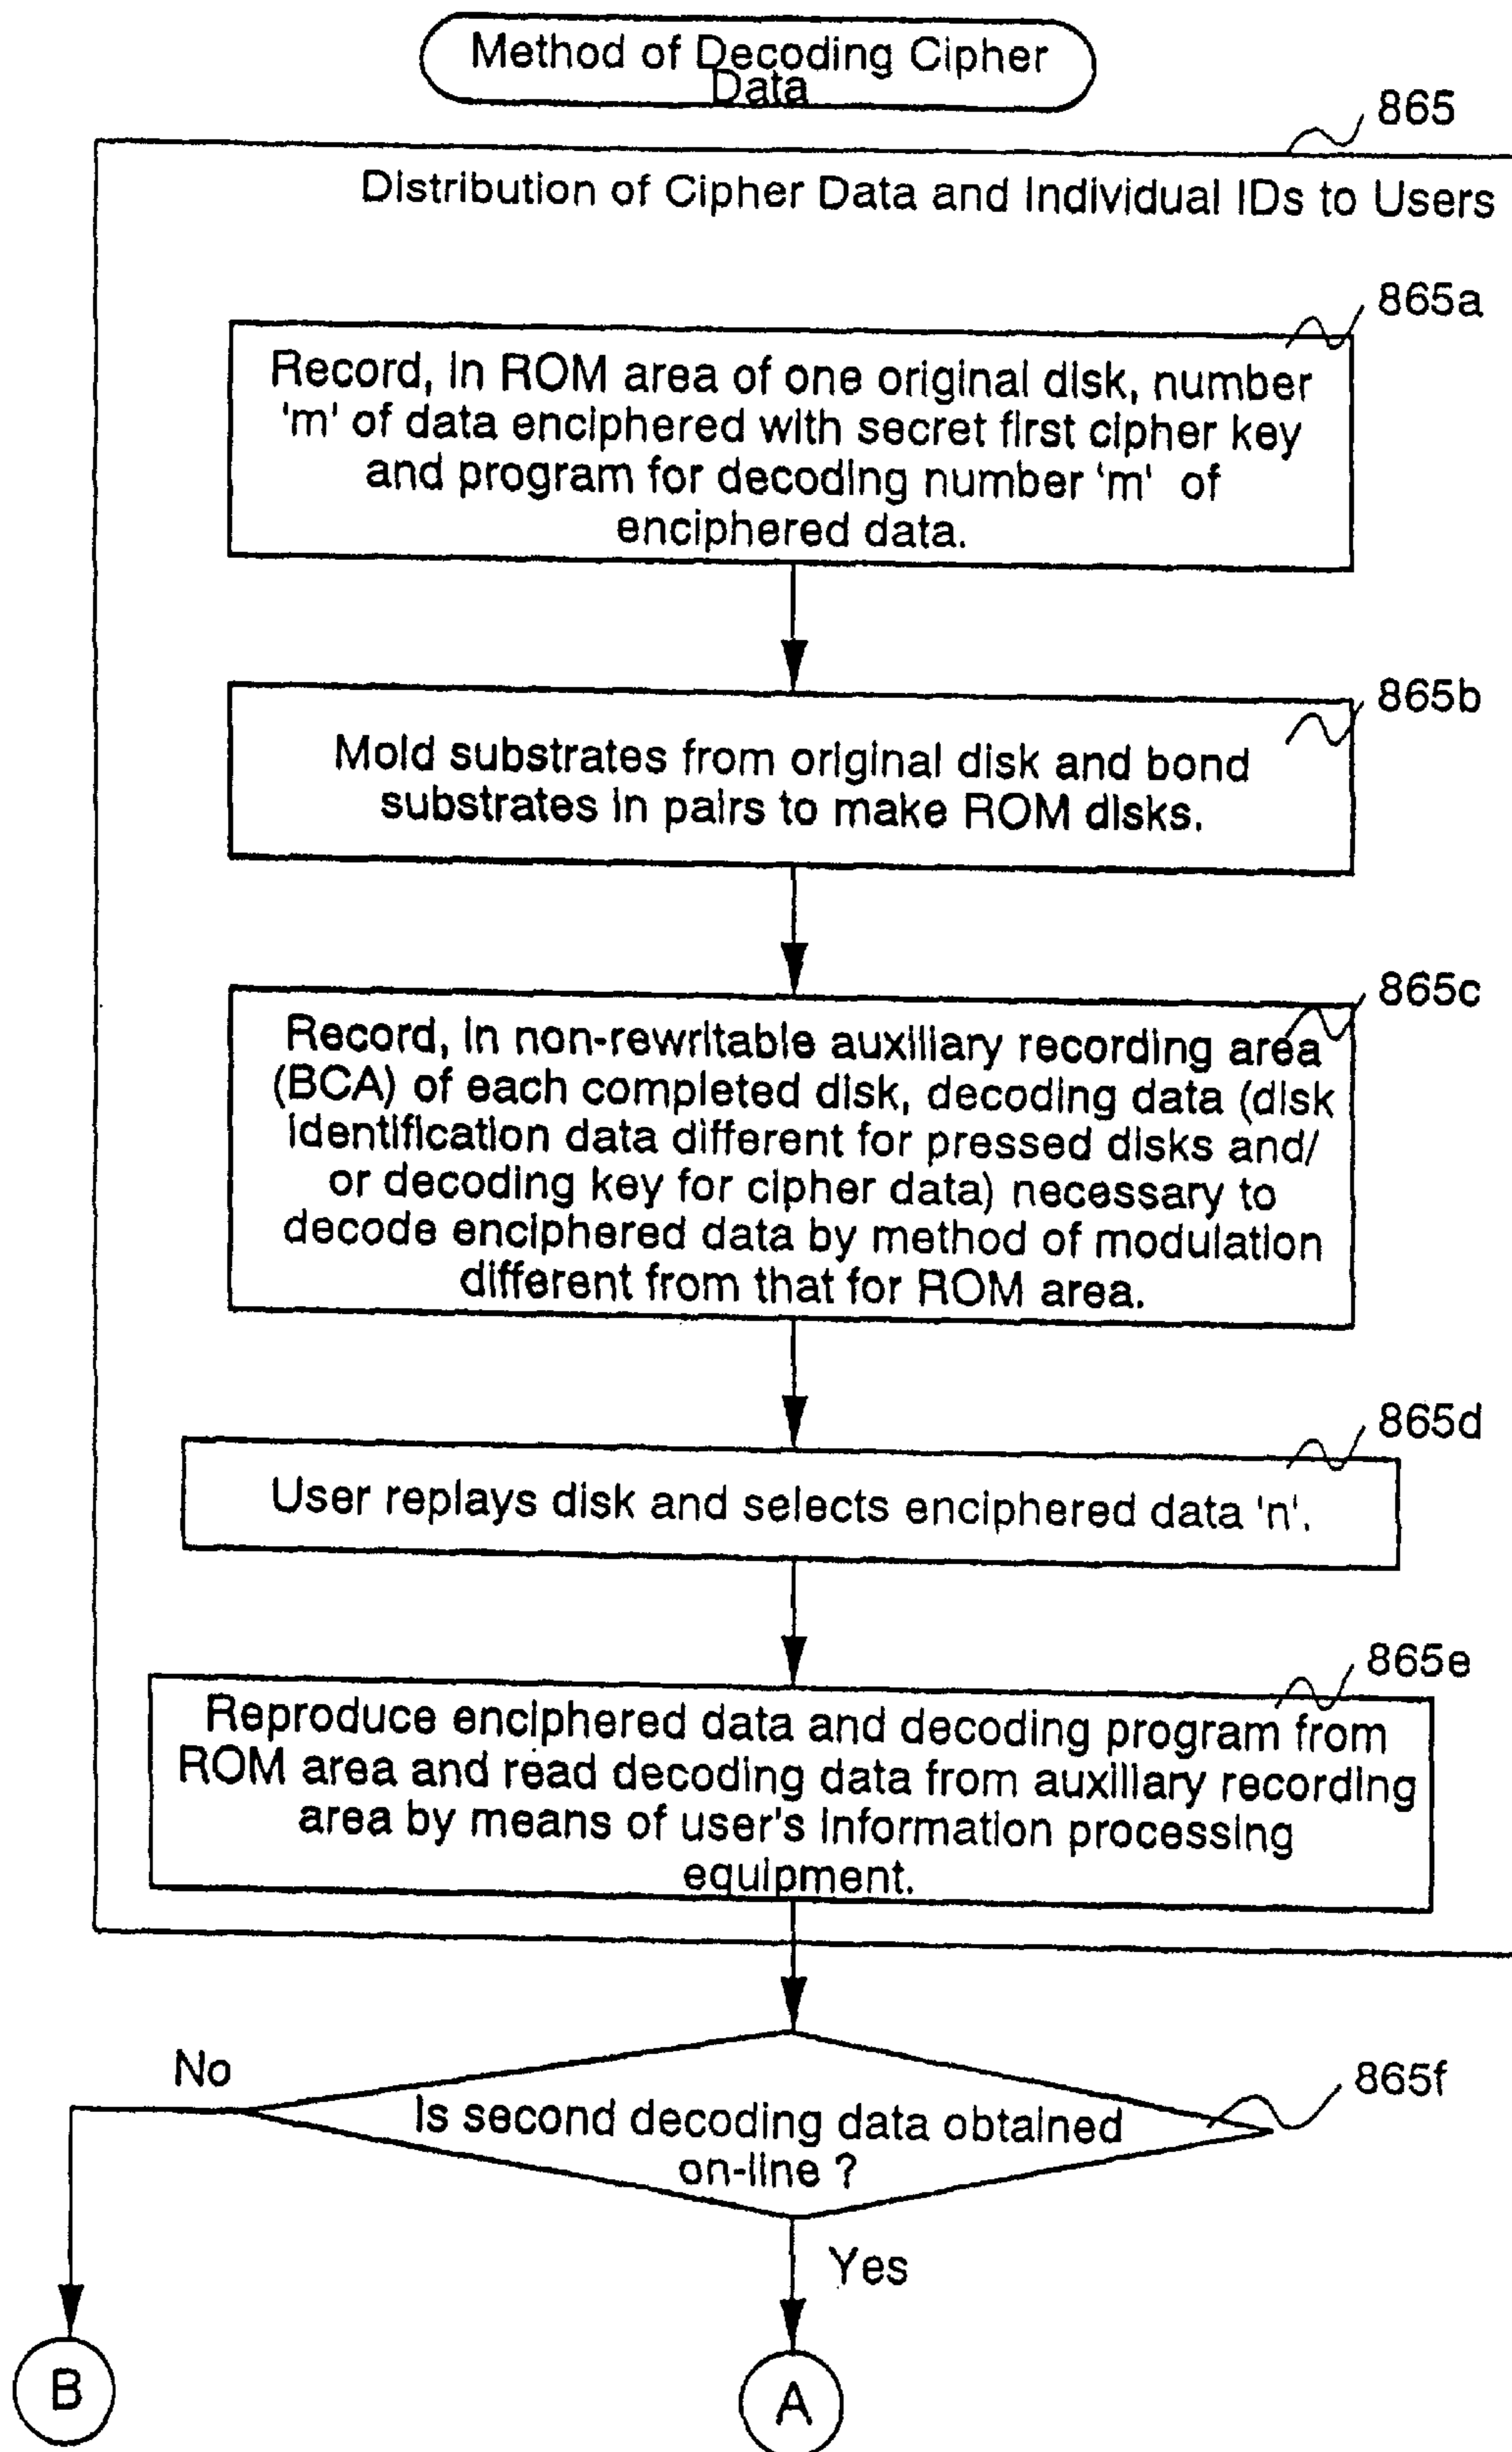 Method of Decoding Cipher
Data
865
Distribution of Cipher Data and Individual IDs to Users
865a
Record, in ROM area of one original disk, number
'm' of data enciphered with secret first cipher key
and program for decoding number 'm' of
enciphered data.
865b
Mold substrates from original disk and bond
substrates in pairs to make ROM disks.
865c
Record, in non-rewritable auxiliary recording area
(BCA) of each completed disk, decoding data (disk
identification data different for pressed disks and/
or decoding key for cipher data) necessary to
decode enciphered data by method of modulation
different from that for ROM area.
865d
User replays disk and selects enciphered data 'n'.
865e
Reproduce enciphered data and decoding program from
ROM area and read decoding data from auxiliary recording
area by means of user's information processing
equipment.
865f
No
Is second decoding data obtained
on-line ?
Yes
B
A